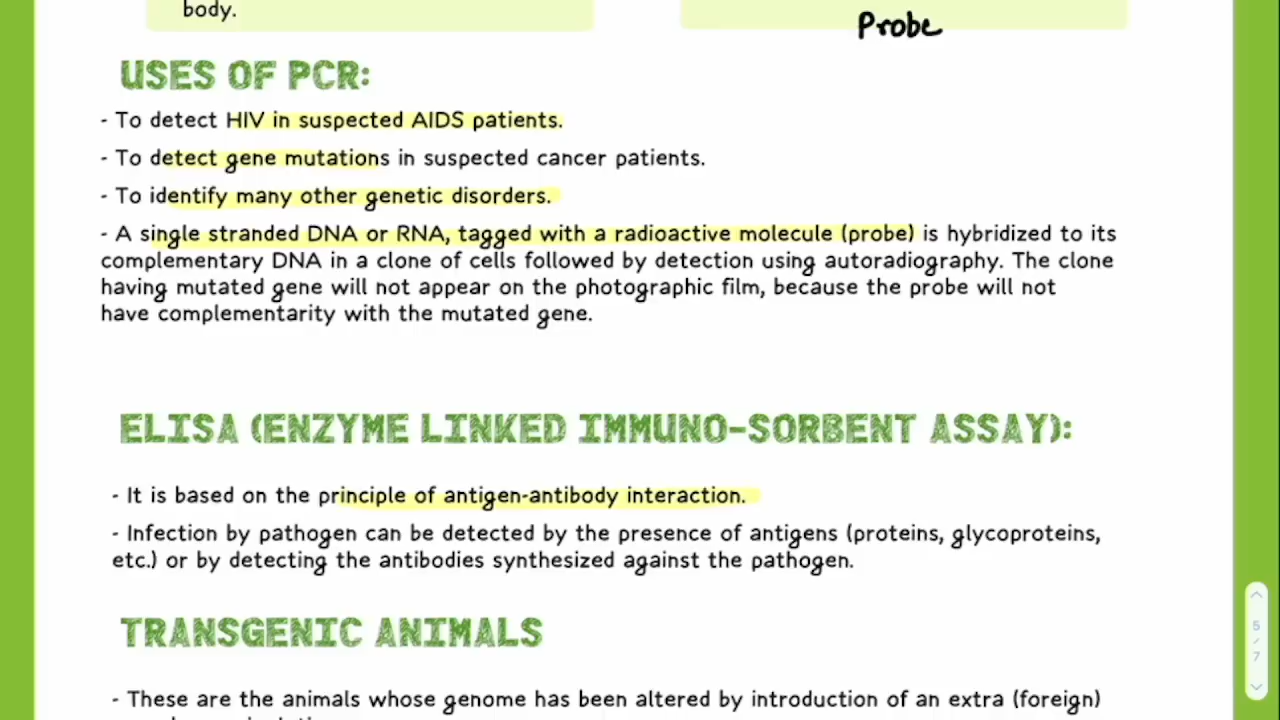 body.
Probe
USES OF PCR:
- To detect HIV in suspected AIDS patients.
- To detect gene mutations in suspected cancer patients.
- To identify many other genetic disorders.
- A single stranded DNA or RNA, tagged with a radioactive molecule (probe) is hybridized to its
complementary DNA in a clone of cells followed by detection using autoradiography. The clone
having mutated gene will not appear on the photographic film, because the probe will not
have complementarity with the mutated gene.
ELISA (ENZYME LINKED IMMUNO-SORBENT ASSAY):
- It is based on the principle of antigen-antibody interaction.
- Infection by pathogen can be detected by the presence of antigens (proteins, glycoproteins,
etc.) or by detecting the antibodies synthesized against the pathogen.
5
/
7
TRANSGENIC ANIMALS
- These are the animals whose genome has been altered by introduction of an extra (foreign)